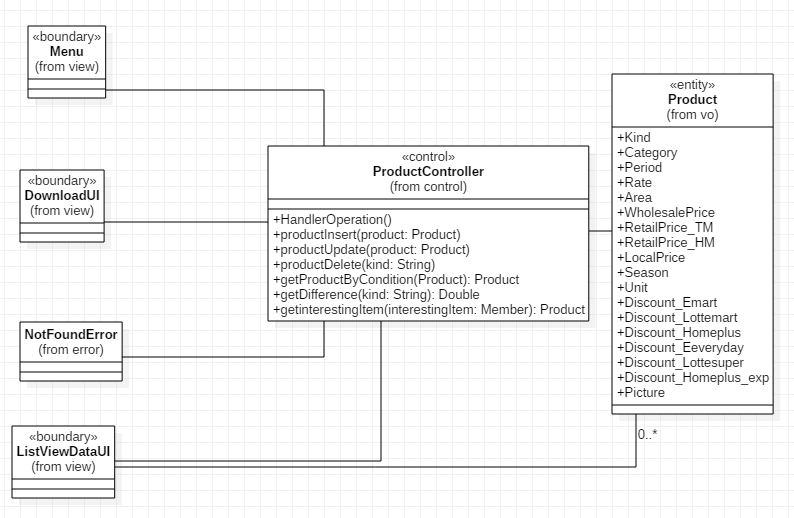 «boundary»
Menu
(from view)
«boundary»
DownloadUI
(from view)
NotFoundError
(from error)
«boundary»
ListViewDataUI
(from view)
«control»
ProductController
(from control)
+HandlerOperation()
+productInsert(product: Product)
+productUpdate(product: Product)
+productDelete(kind: String)
+getProductByCondition(Product): Product
+getDifference(kind: String): Double
+getinterestingItem(interestingItem: Member): Product
«entity»
Product
(from vo)
+Kind
+Category
+Period
+Rate
+Area
+WholesalePrice
+RetailPrice_TM
+RetailPrice_HM
+LocalPrice
+Season
+Unit
+Discount_Emart
+Discount_Lottemart
+Discount_Homeplus
+Discount_Eeveryday
+Discount_Lottesuper
+Discount_Homeplus_exp
+Picture
0..*